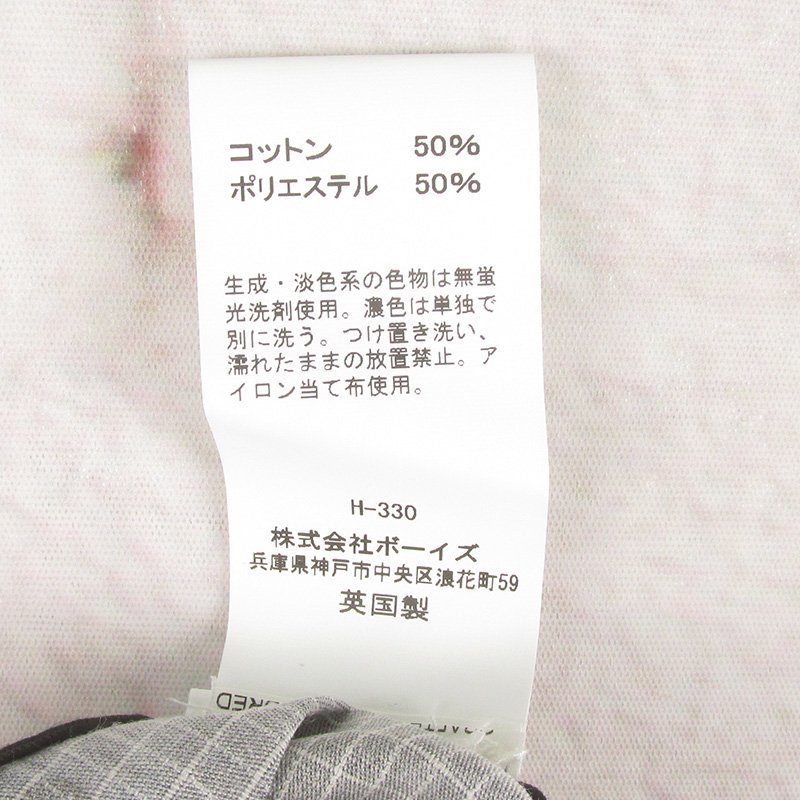 コットン 50%
ポリエステル 50%
生成・淡色系の色物は無蛍
光洗剤使用。濃色は単独で
別に洗う。つけ置き洗い、
濡れたままの放置禁止。ア
イロン当て布使用。
H-330
株式会社ボーイズ
兵庫県神戸市中央区浪花町59
英国製